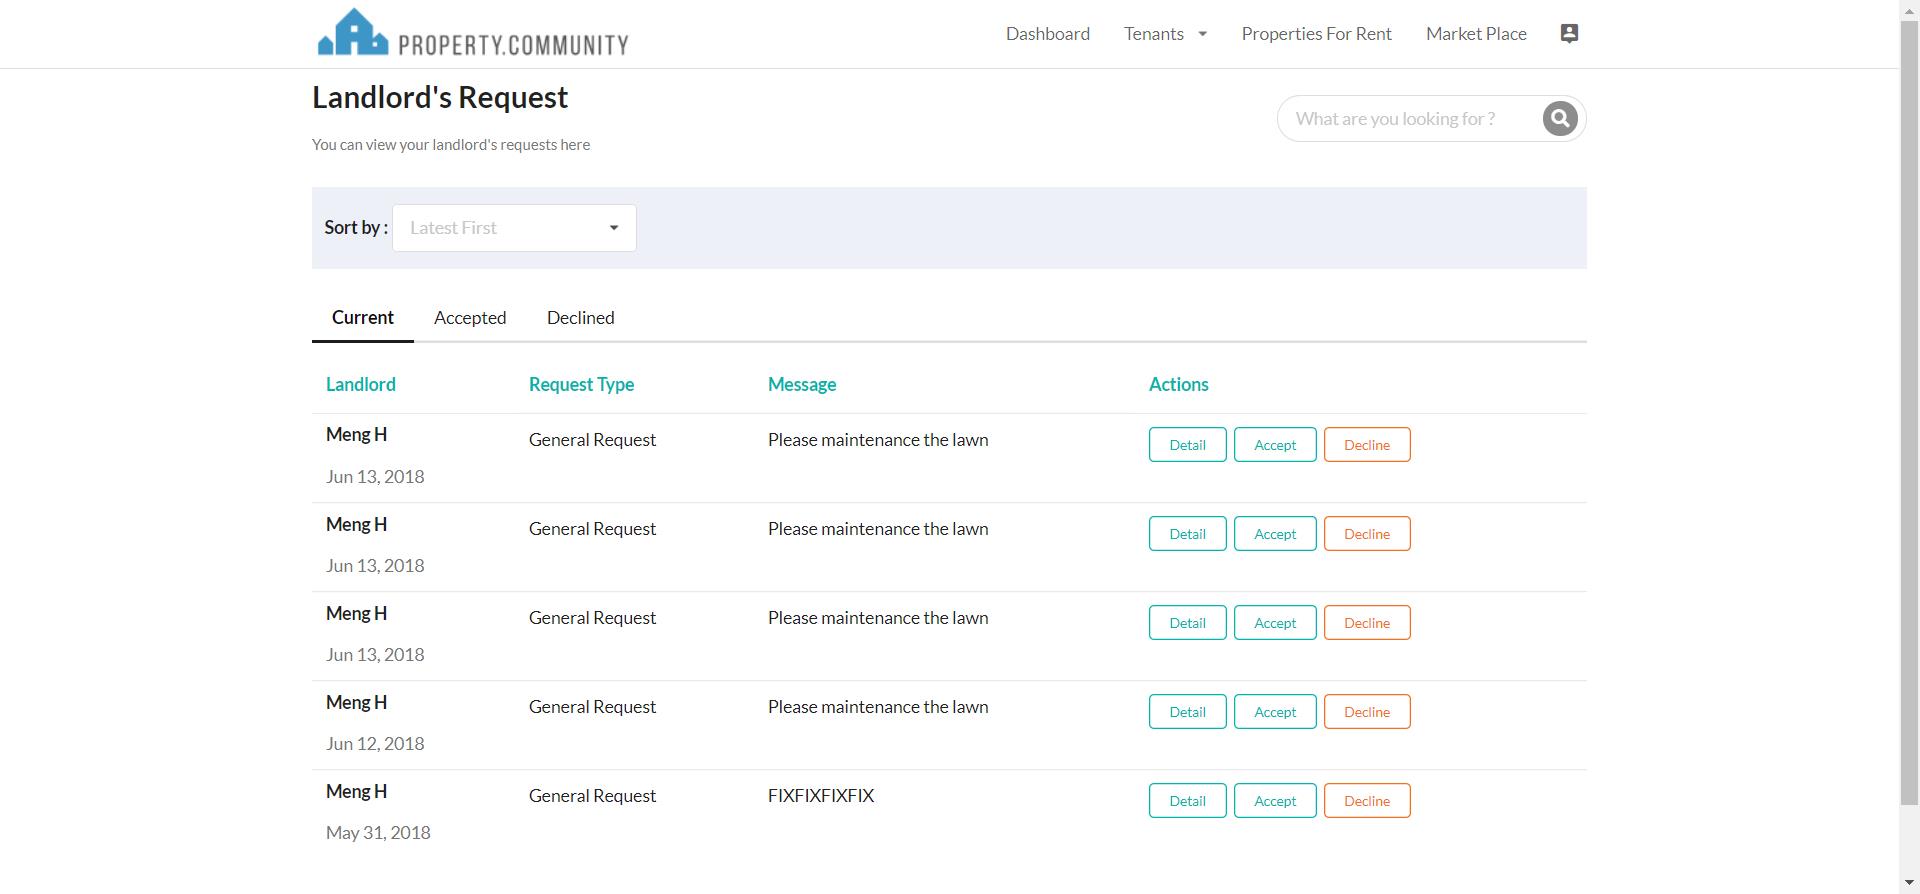 PROPERTY.COMMUNITY
Dashboard Tenants Properties For Rent Market Place
Landlord's Request
What are you looking for ?
You can view your landlord's requests here
Sort by : Latest First
Current Accepted Declined
Landlord Request Type Message Actions
Meng H General Request Please maintenance the lawn Detail Accept Decline
Jun 13, 2018
Meng H General Request Please maintenance the lawn Detail Accept Decline
Jun 13, 2018
Meng H General Request Please maintenance the lawn Detail Accept Decline
Jun 13, 2018
Meng H General Request Please maintenance the lawn Detail Accept Decline
Jun 12, 2018
Meng H General Request FIXFIXFIXFIX Detail Accept Decline
May 31, 2018